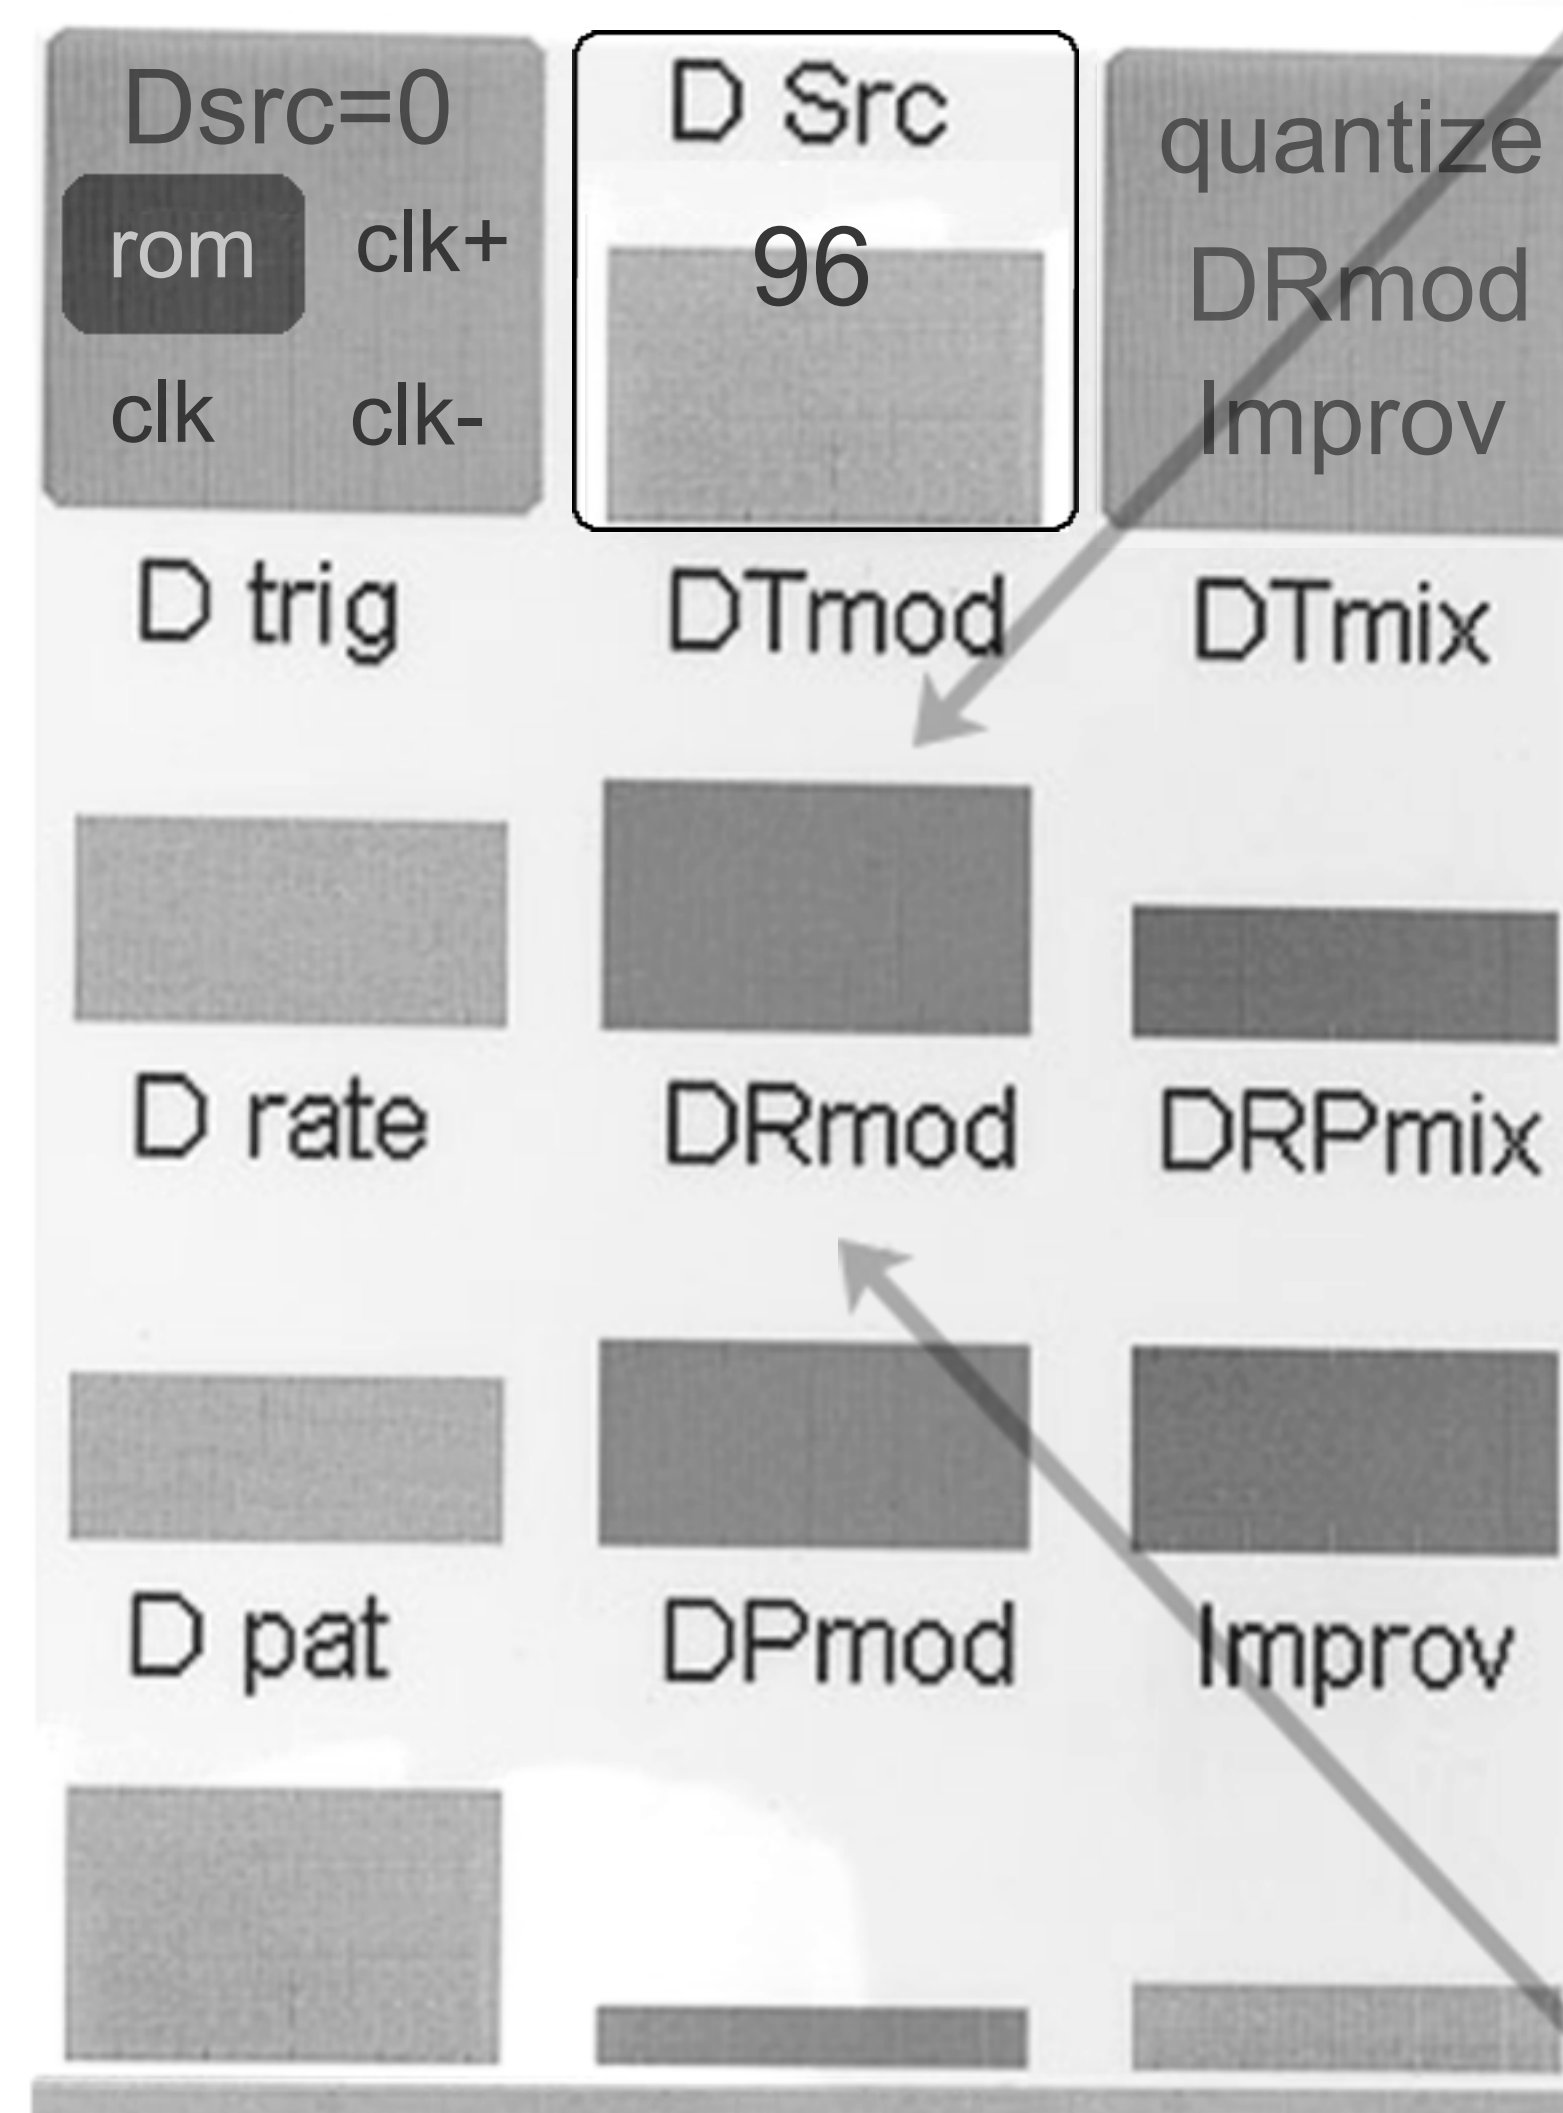 Dsrc=0
rom clk+
clk clk-
D Src
96
quantize
DRmod
Improv
D trig DTmod DTmix
D rate DRmod DRPmix
D pat DPmod Improv